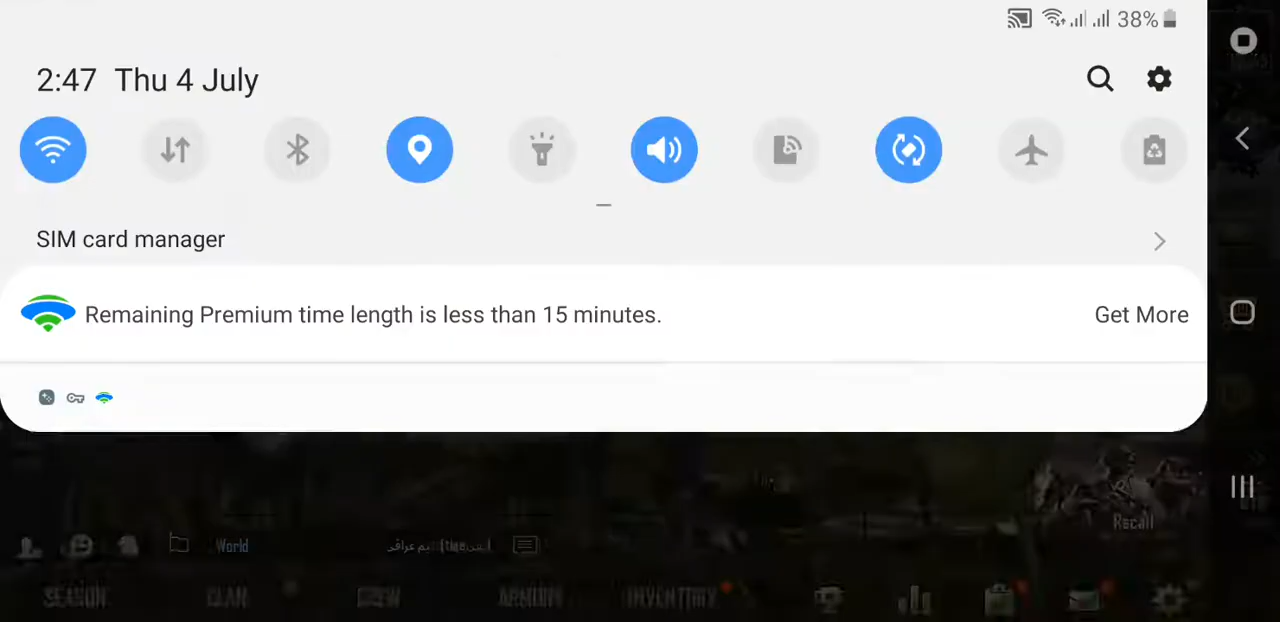 38%
2:47 Thu 4 July
SIM card manager
Remaining Premium time length is less than 15 minutes.
Get More
Recall
World
SEASON
CLAN
CREW
INVENTORY